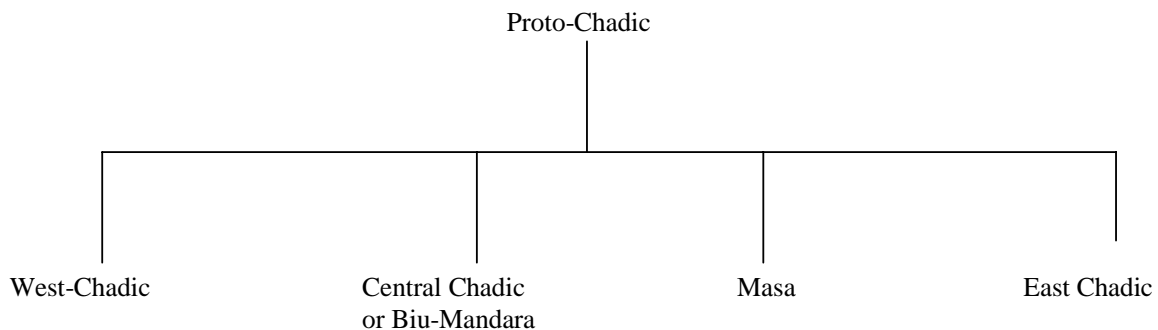 Proto-Chadic
West-Chadic
Central Chadic
or Biu-Mandara
Masa
East Chadic